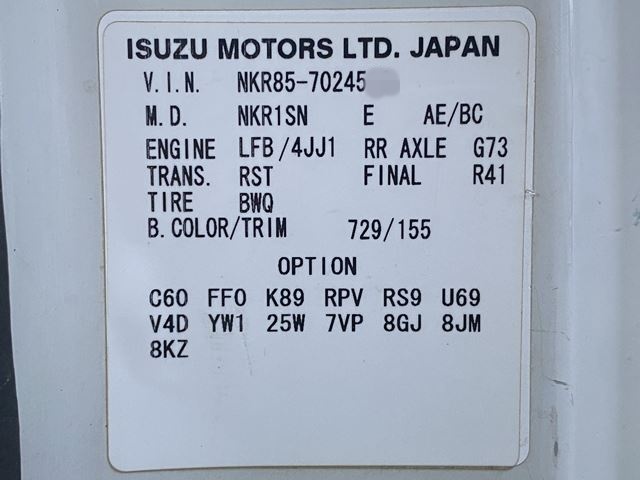 ISUZU MOTORS LTD. JAPAN
V.I.N. NKR85-70245
M.D. NKR1SN E AE/BC
ENGINE LFB/4JJ1 RR AXLE G73
TRANS. RST FINAL R41
TIRE BWQ
B.COLOR/TRIM 729/155
OPTION
C60 FF0 K89 RPV RS9 U69
V4D YW1 25W 7VP 8GJ 8JM
8KZ